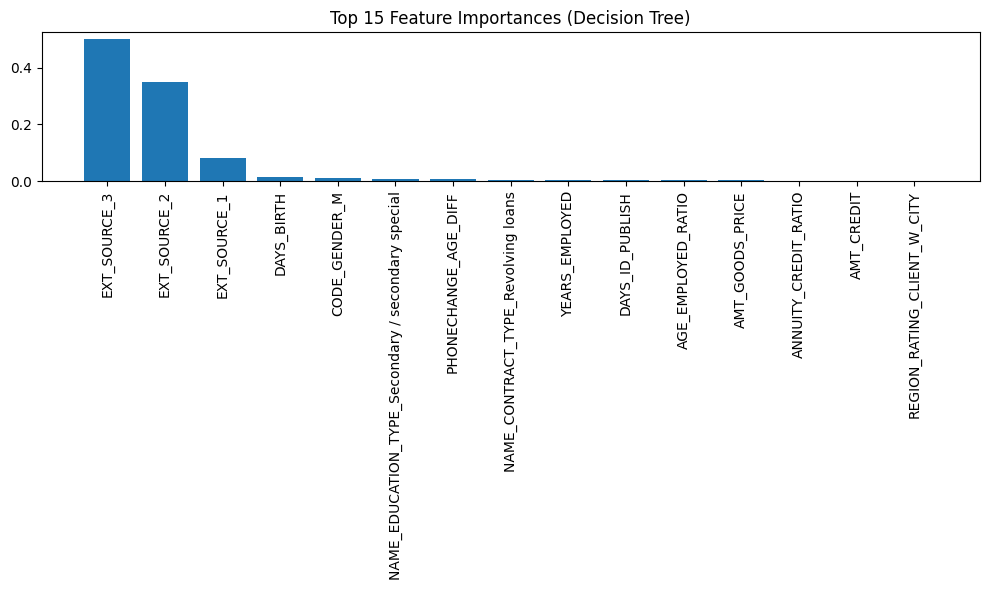 Top 15 Feature Importances (Decision Tree)
0.4
0.2
0.0
EXT_SOURCE_3
EXT_SOURCE_2
EXT_SOURCE_1
DAYS_BIRTH
CODE_GENDER_M
NAME_EDUCATION_TYPE_Secondary / secondary special
PHONECHANGE_AGE_DIFF
NAME_CONTRACT_TYPE_Revolving loans
YEARS_EMPLOYED
DAYS_ID_PUBLISH
AGE_EMPLOYED_RATIO
AMT_GOODS_PRICE
ANNUITY_CREDIT_RATIO
AMT_CREDIT
REGION_RATING_CLIENT_W_CITY